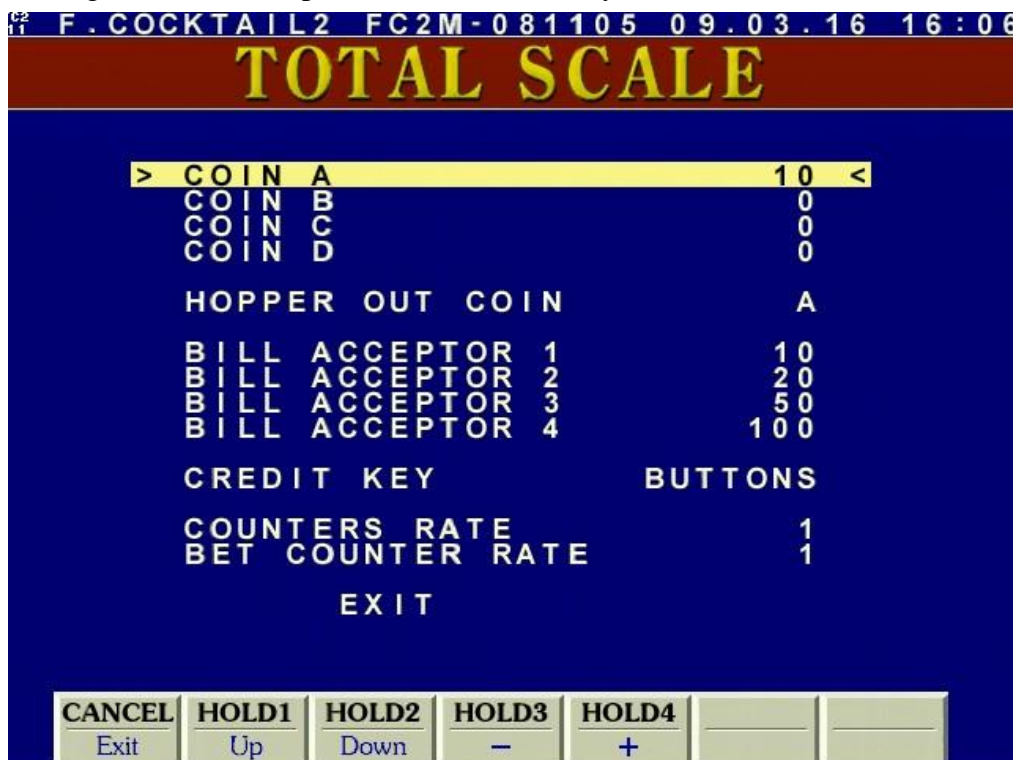 C2
11
F.COCKTAIL2 FC2M-081105 09.03.16 16:06
TOTAL SCALE
> COIN A 10 <
COIN B 0
COIN C 0
COIN D 0
HOPPER OUT COIN A
BILL ACCEPTOR 1 10
BILL ACCEPTOR 2 20
BILL ACCEPTOR 3 50
BILL ACCEPTOR 4 100
CREDIT KEY BUTTONS
COUNTERS RATE 1
BET COUNTER RATE 1
EXIT
CANCEL HOLD1 HOLD2 HOLD3 HOLD4
Exit Up Down – +